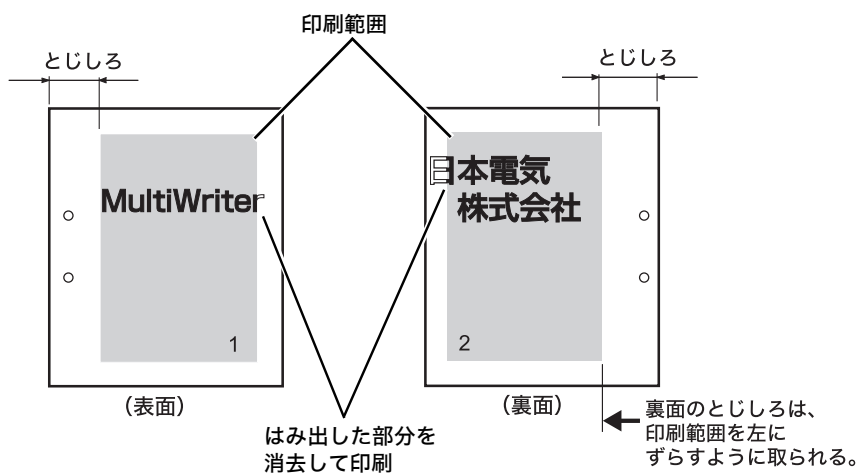 印刷範囲
とじしろ
とじしろ
MultiWriter
日本電気
株式会社
1
2
（表面）
（裏面）
はみ出した部分を
消去して印刷
裏面のとじしろは、
印刷範囲を左に
ずらすように取られる。